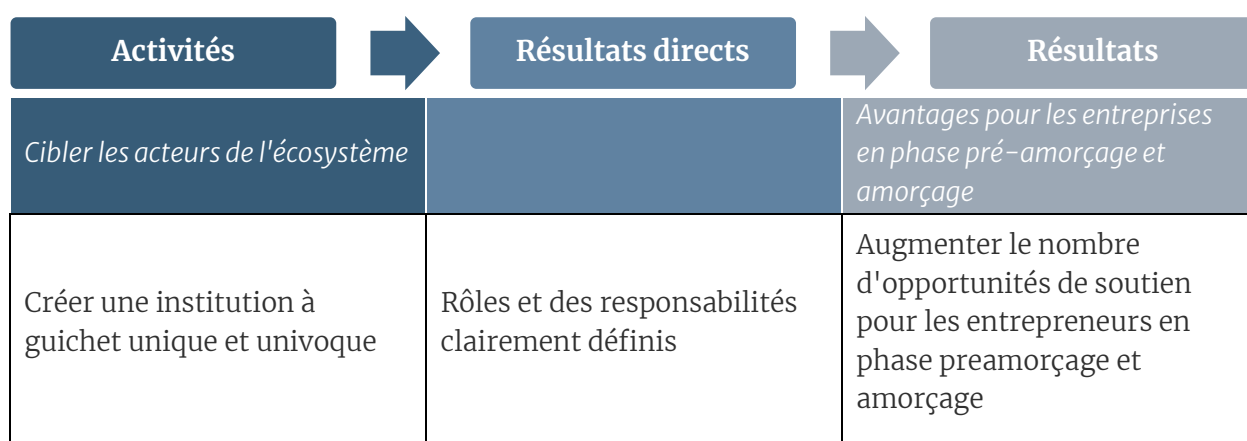 Activités
Résultats directs
Résultats
Cibler les acteurs de l'écosystème
Avantages pour les entreprises
en phase pré-amorçage et
amorçage
Créer une institution à
guichet unique et univoque
Rôles et des responsabilités
clairement définis
Augmenter le nombre
d'opportunités de soutien
pour les entrepreneurs en
phase preamorçage et
amorçage